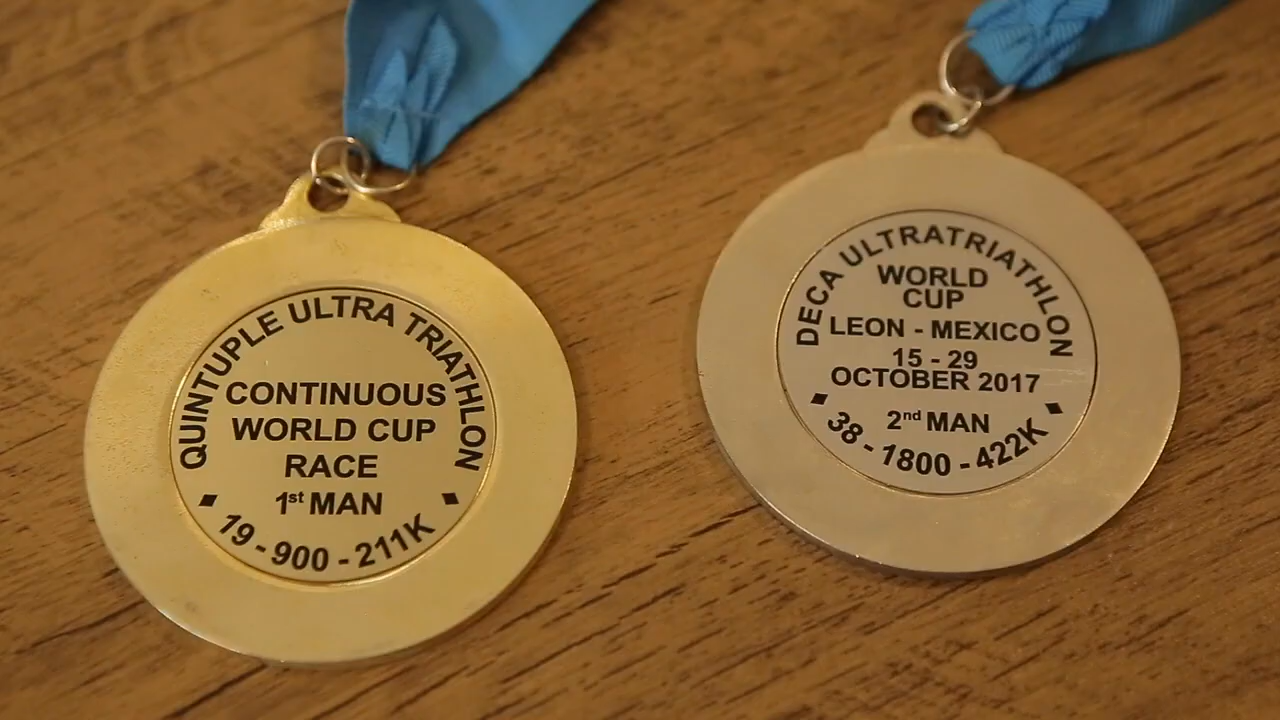 QUINTUPLE ULTRA TRIATHLON
CONTINUOUS
WORLD CUP
RACE
1st MAN
19 - 900 - 211K
DECA ULTRATRIATHLON
WORLD
CUP
LEON - MEXICO
15 - 29
OCTOBER 2017
2nd MAN
38 - 1800 - 422K